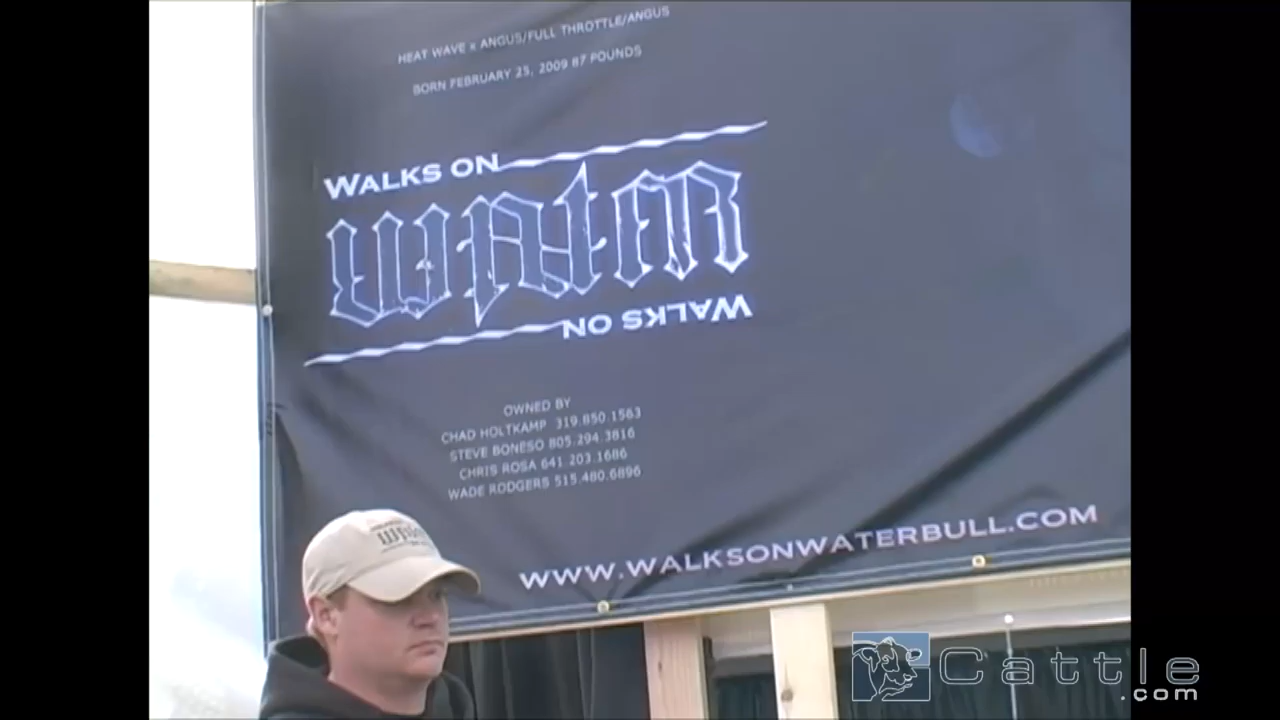 HEAT WAVE x ANGUS/FULL THROTTLE/ANGUS
BORN FEBRUARY 25, 2009 87 POUNDS
WALKS ON
WATER
WALKS ON
OWNED BY
CHAD HOLTKAMP 319.850.1563
STEVE BONESO 805.294.3816
CHRIS ROSA 641.203.1686
WADE RODGERS 515.480.6896
WWW.WALKSONWATERBULL.COM
Cattle
.com